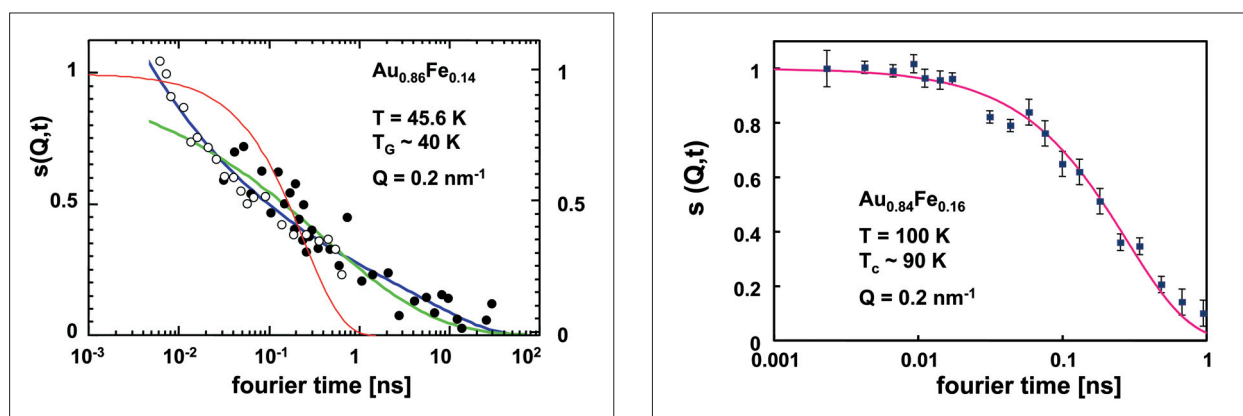 s(Q,t)
1
0.5
0
Au0.86Fe0.14
T = 45.6 K
TG ~ 40 K
Q = 0.2 nm-1
1
0.5
0
10-3
10-2
10-1
1
10
102
fourier time [ns]
s (Q,t)
1
0.8
0.6
0.4
0.2
0
Au0.84Fe0.16
T = 100 K
Tc ~ 90 K
Q = 0.2 nm-1
0.001
0.01
0.1
1
fourier time [ns]